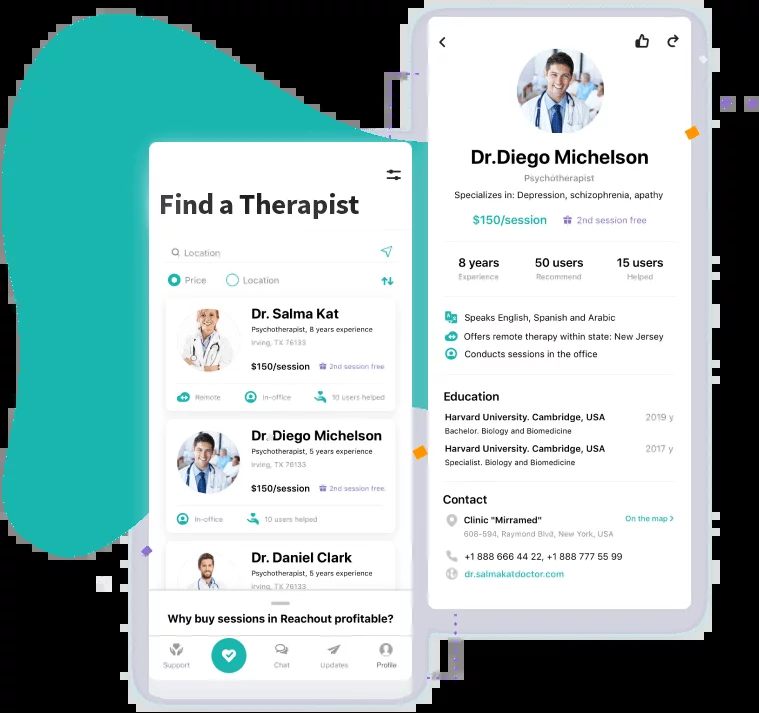 Find a Therapist
Location
Price
Location
Dr. Salma Kat
Psychotherapist, 8 years experience
Irving, TX 76133
$150/session
2nd session free
Remote
In-office
10 users helped
Dr. Diego Michelson
Psychotherapist, 5 years experience
Irving, TX 76133
$150/session
2nd session free
In-office
10 users helped
Dr. Daniel Clark
Psychotherapist, 5 years experience
Irving, TX 76133
Why buy sessions in Reachout profitable?
Support
Chat
Updates
Profile
Dr.Diego Michelson
Psychotherapist
Specializes in: Depression, schizophrenia, apathy
$150/session
2nd session free
8 years
50 users
15 users
Experience
Recommend
Helped
Speaks English, Spanish and Arabic
Offers remote therapy within state: New Jersey
Conducts sessions in the office
Education
Harvard University. Cambridge, USA
2019 y
Bachelor. Biology and Biomedicine
Harvard University. Cambridge, USA
2017 y
Specialist. Biology and Biomedicine
Contact
Clinic "Mirramed"
On the map
608-594, Raymond Blvd, New York, USA
+1 888 666 44 22, +1 888 777 55 99
dr.salmakatdoctor.com